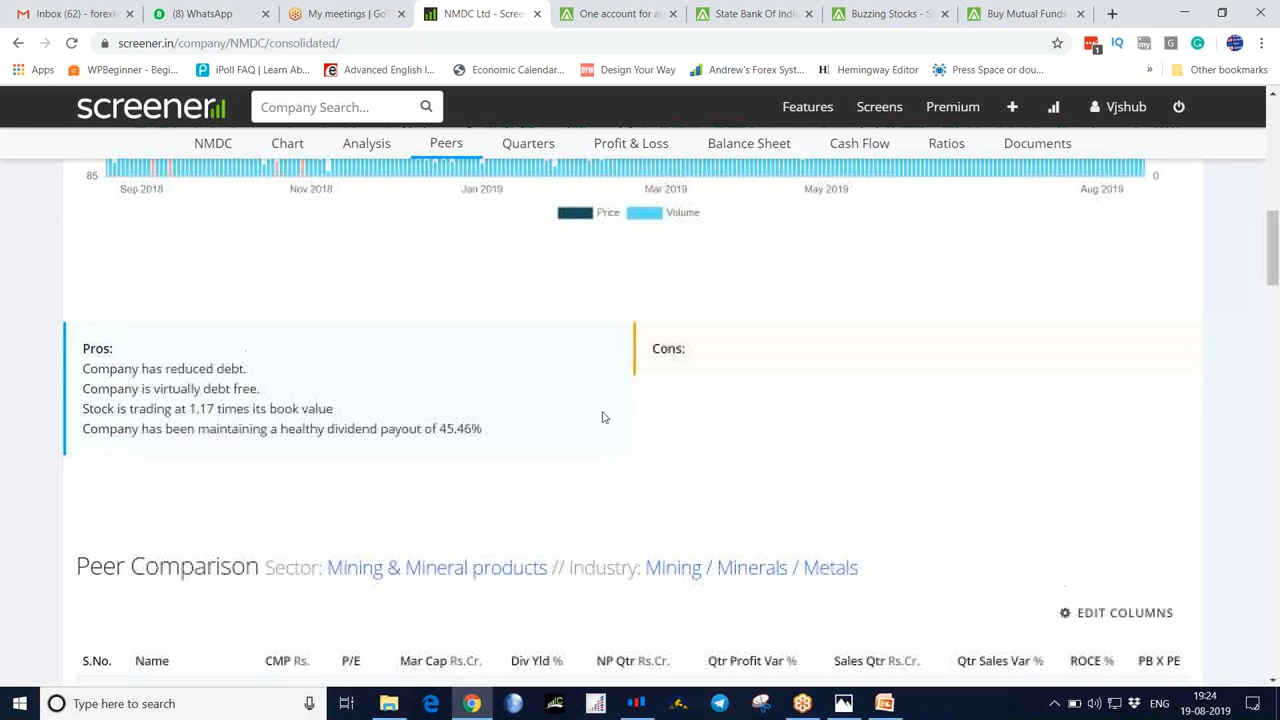 Inbox (62) - forexk
(8) WhatsApp
My meetings | GoT
NMDC Ltd - Scree
One account for al
State Bank Of Indi
Buzzing Stocks - S
Buy Mutual Funds
screener.in/company/NMDC/consolidated/
Apps
WPBeginner - Begi...
iPoll FAQ | Learn Ab...
Advanced English I...
Economic Calendar...
Design Your Way
Andrew's Forex Syst...
Hemingway Editor
Press Space or dou...
»
Other bookmarks
screener
Company Search...
Features
Screens
Premium
Vjshub
NMDC
Chart
Analysis
Peers
Quarters
Profit & Loss
Balance Sheet
Cash Flow
Ratios
Documents
85
0
Sep 2018
Nov 2018
Jan 2019
Mar 2019
May 2019
Aug 2019
Price
Volume
Pros:
Company has reduced debt.
Company is virtually debt free.
Stock is trading at 1.17 times its book value
Company has been maintaining a healthy dividend payout of 45.46%
Cons:
Peer Comparison Sector: Mining & Mineral products // Industry: Mining / Minerals / Metals
EDIT COLUMNS
S.No.
Name
CMP Rs.
P/E
Mar Cap Rs.Cr.
Div Yld %
NP Qtr Rs.Cr.
Qtr Profit Var %
Sales Qtr Rs.Cr.
Qtr Sales Var %
ROCE %
PB X PE
Type here to search
ENG
19:24
19-08-2019